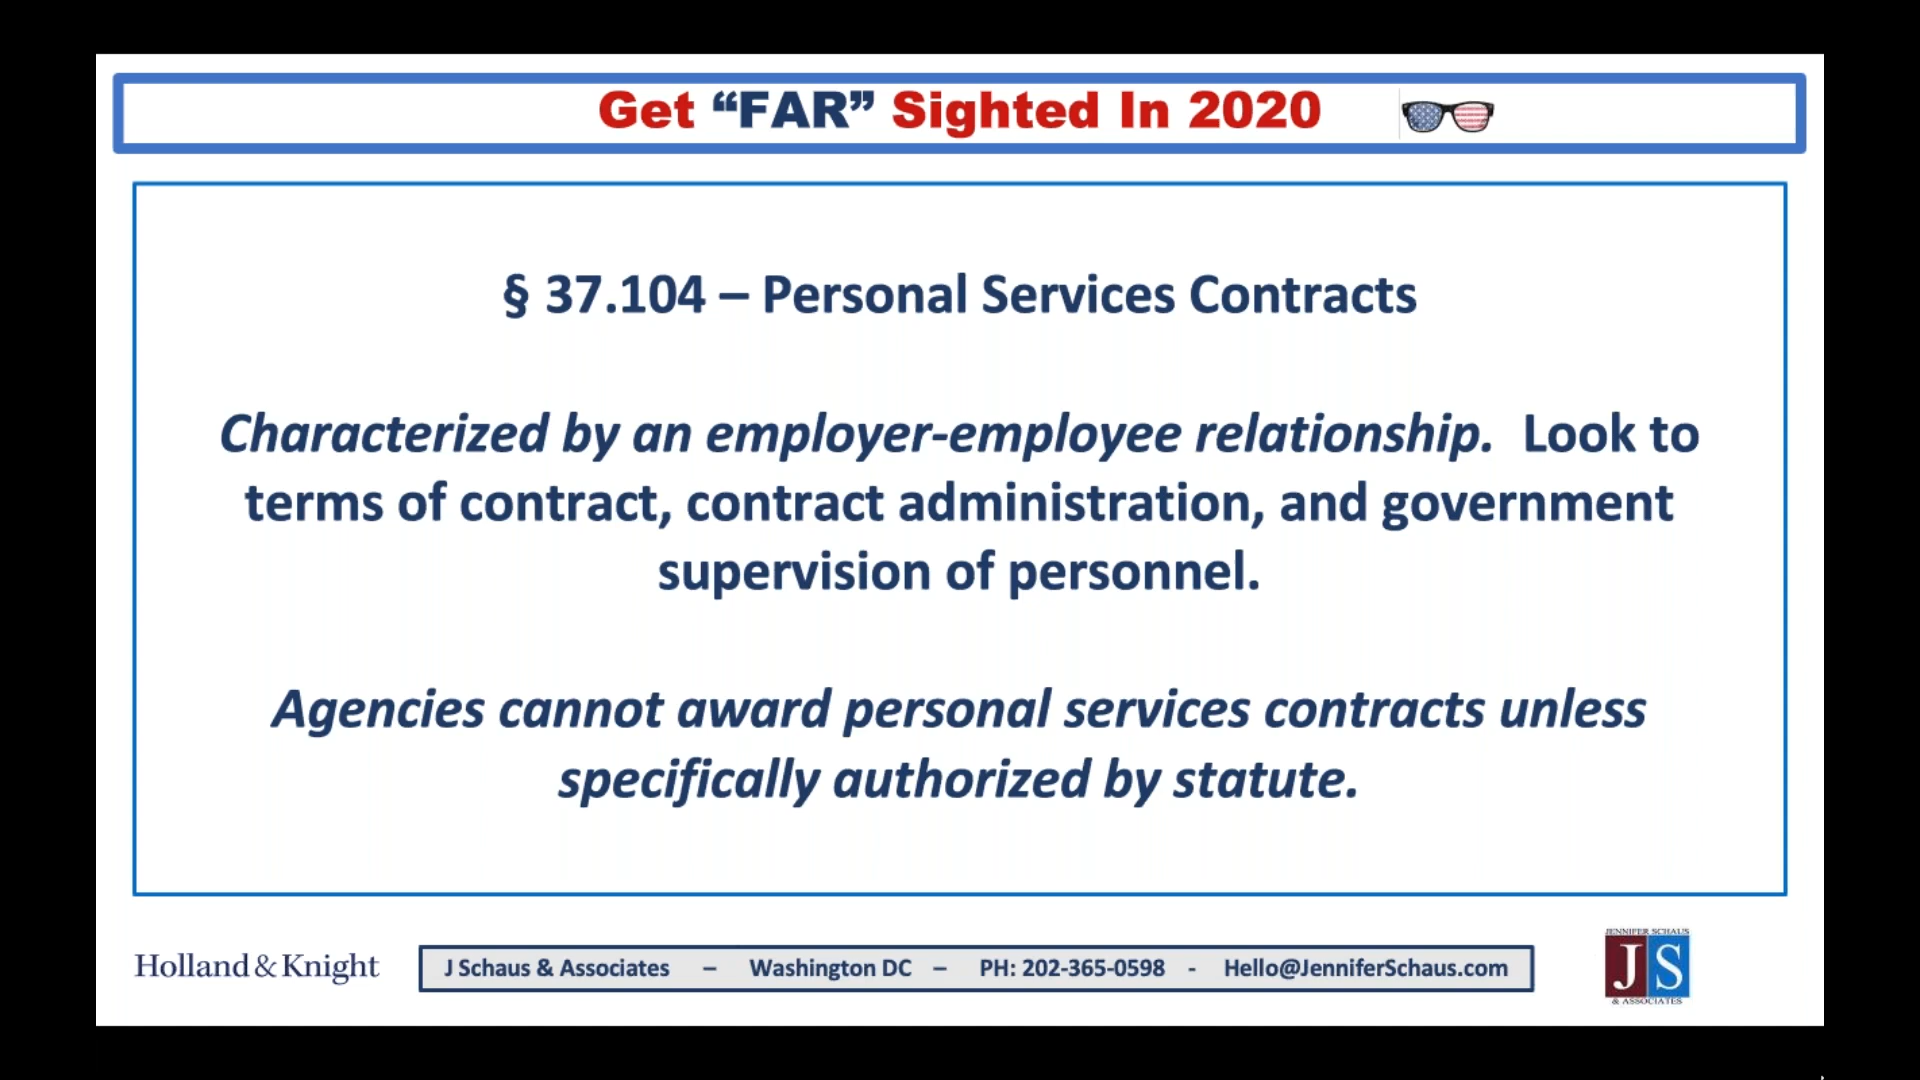 Get “FAR” Sighted In 2020
§ 37.104 – Personal Services Contracts
Characterized by an employer-employee relationship. Look to
terms of contract, contract administration, and government
supervision of personnel.
Agencies cannot award personal services contracts unless
specifically authorized by statute.
Holland & Knight
J Schaus & Associates – Washington DC – PH: 202-365-0598 - Hello@JenniferSchaus.com
JENNIFER SCHAUS
JS
& ASSOCIATES